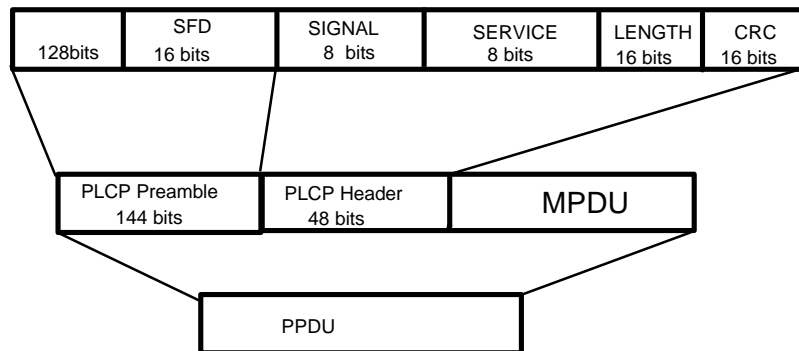 128bits
SFD
16 bits
SIGNAL
8 bits
SERVICE
8 bits
LENGTH
16 bits
CRC
16 bits
PLCP Preamble
144 bits
PLCP Header
48 bits
MPDU
PPDU